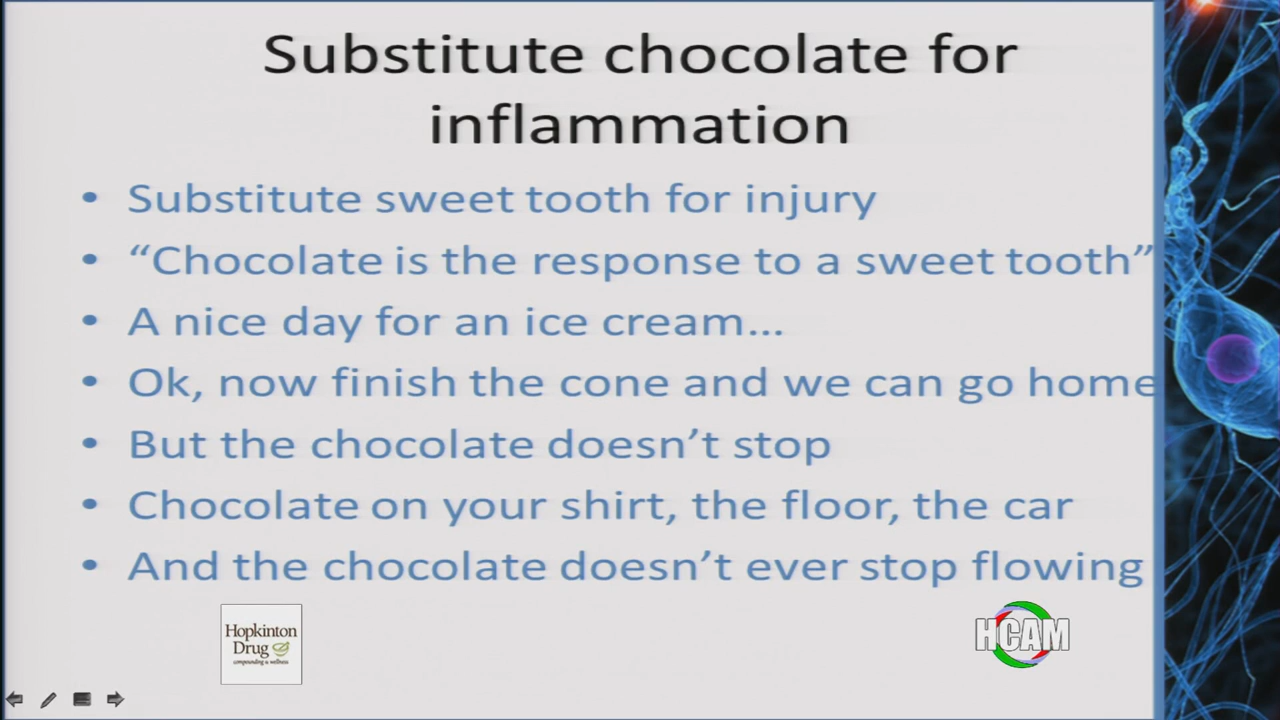 Substitute chocolate for
inflammation
• Substitute sweet tooth for injury
• “Chocolate is the response to a sweet tooth”
• A nice day for an ice cream…
• Ok, now finish the cone and we can go home
• But the chocolate doesn’t stop
• Chocolate on your shirt, the floor, the car
• And the chocolate doesn’t ever stop flowing
Hopkinton
Drug
compounding & wellness
HCAM